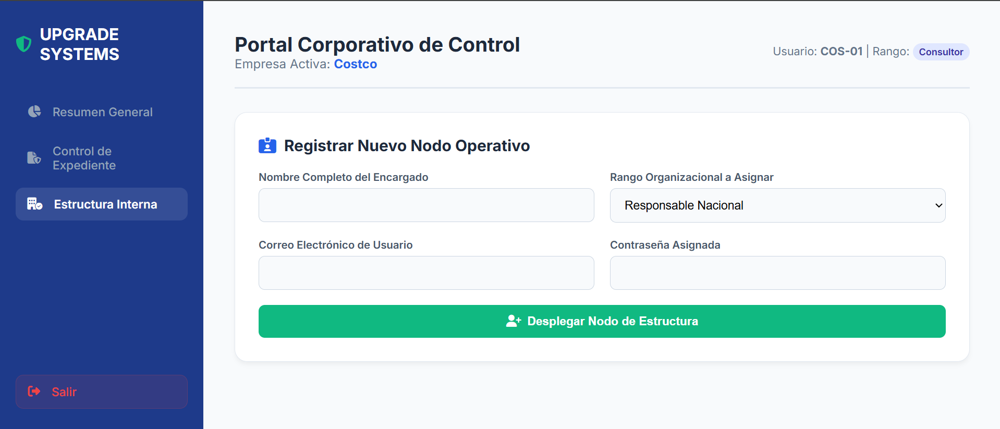 UPGRADE
SYSTEMS
Resumen General
Control de
Expediente
Estructura Interna
Salir
Portal Corporativo de Control
Empresa Activa: Costco
Usuario: COS-01 | Rango: Consultor
Registrar Nuevo Nodo Operativo
Nombre Completo del Encargado
Rango Organizacional a Asignar
Responsable Nacional
Correo Electrónico de Usuario
Contraseña Asignada
Desplegar Nodo de Estructura